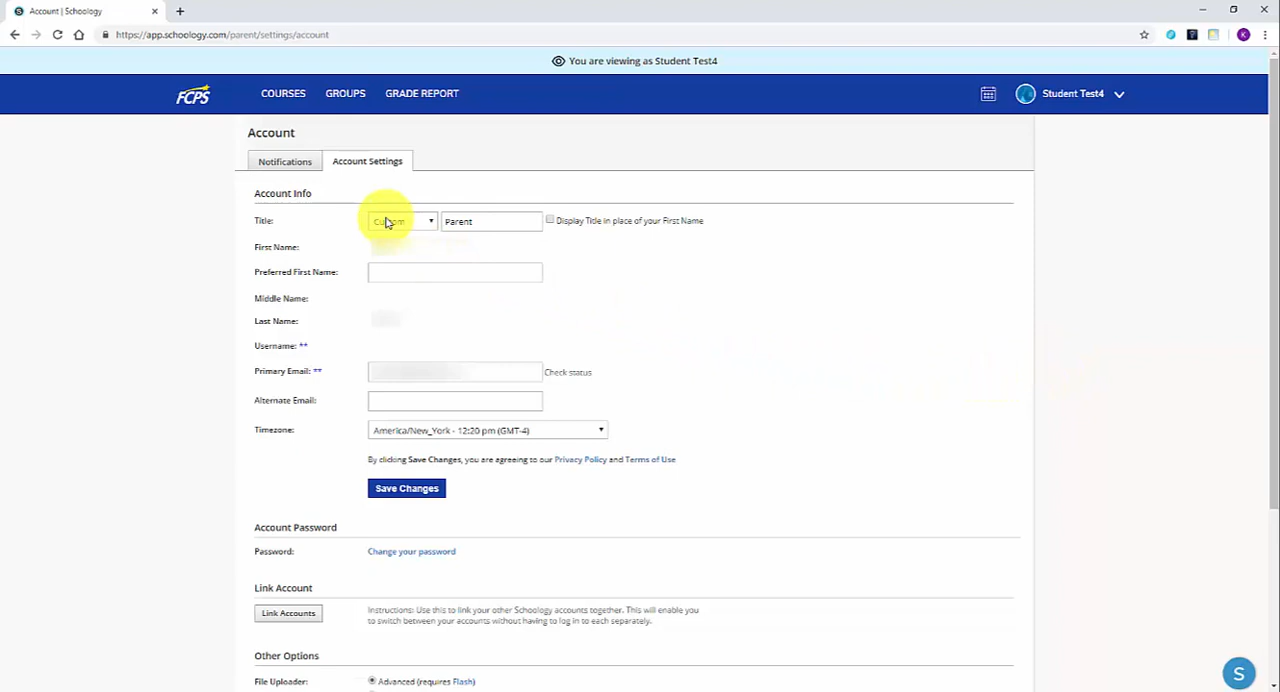 Account | Schoology
https://app.schoology.com/parent/settings/account
K
You are viewing as Student Test4
FCPS
COURSES GROUPS GRADE REPORT
Student Test4
Account
Notifications Account Settings
Account Info
Title: Custom Parent Display Title in place of your First Name
First Name:
Preferred First Name:
Middle Name:
Last Name:
Username: **
Primary Email: ** Check status
Alternate Email:
Timezone: America/New_York - 12:20 pm (GMT-4)
By clicking Save Changes, you are agreeing to our Privacy Policy and Terms of Use
Save Changes
Account Password
Password: Change your password
Link Account
Link Accounts Instructions: Use this to link your other Schoology accounts together. This will enable you
to switch between your accounts without having to log in to each separately.
Other Options
File Uploader: Advanced (requires Flash)
S